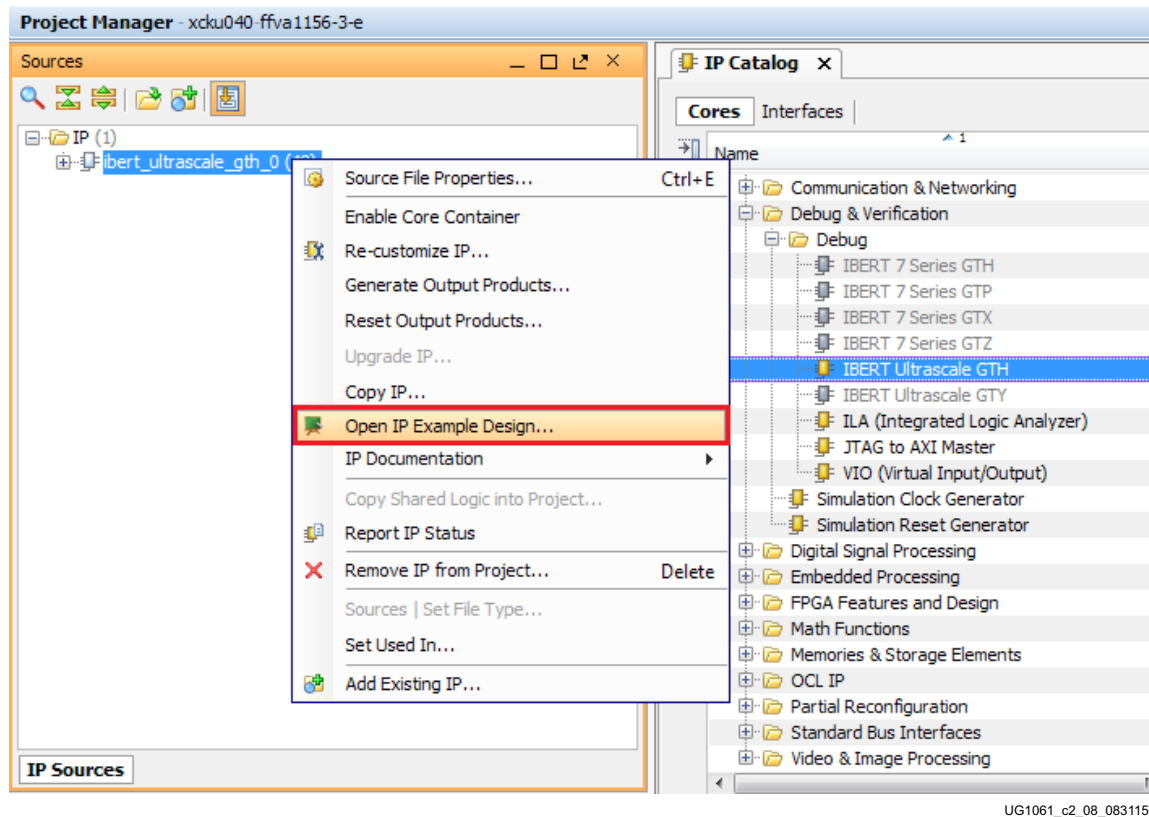 Project Manager - xcku040-ffva1156-3-e
Sources
IP (1)
ibert_ultrascale_gth_0
Source File Properties... Ctrl+E
Enable Core Container
Re-customize IP...
Generate Output Products...
Reset Output Products...
Upgrade IP...
Copy IP...
Open IP Example Design...
IP Documentation
Copy Shared Logic into Project...
Report IP Status
Remove IP from Project... Delete
Sources | Set File Type...
Set Used In...
Add Existing IP...
IP Sources
IP Catalog
Cores Interfaces
1
Name
Communication & Networking
Debug & Verification
Debug
IBERT 7 Series GTH
IBERT 7 Series GTP
IBERT 7 Series GTX
IBERT 7 Series GTZ
IBERT Ultrascale GTH
IBERT Ultrascale GTY
ILA (Integrated Logic Analyzer)
JTAG to AXI Master
VIO (Virtual Input/Output)
Simulation Clock Generator
Simulation Reset Generator
Digital Signal Processing
Embedded Processing
FPGA Features and Design
Math Functions
Memories & Storage Elements
OCL IP
Partial Reconfiguration
Standard Bus Interfaces
Video & Image Processing
UG1061_c2_08_083115